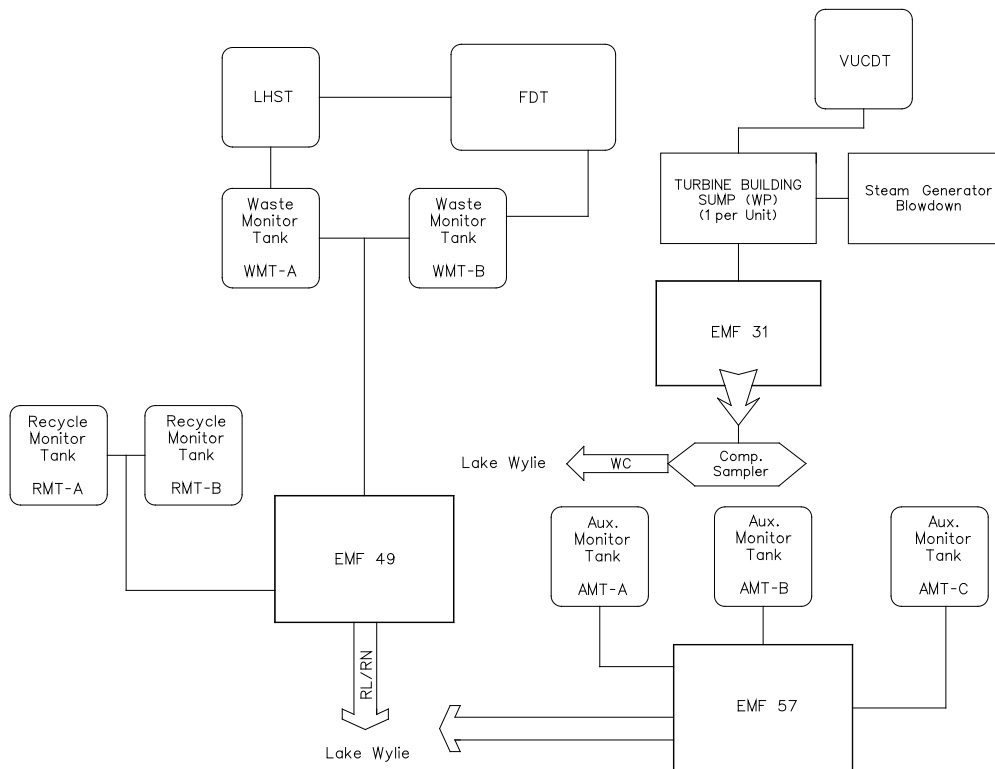 LHST
FDT
VUCDT
TURBINE BUILDING
SUMP (WP)
(1 per Unit)
Steam Generator
Blowdown
Waste
Monitor
Tank
WMT-A
Waste
Monitor
Tank
WMT-B
EMF 31
Recycle
Monitor
Tank
RMT-A
Recycle
Monitor
Tank
RMT-B
Lake Wylie
WC
Comp.
Sampler
EMF 49
Aux.
Monitor
Tank
AMT-A
Aux.
Monitor
Tank
AMT-B
Aux.
Monitor
Tank
AMT-C
RL/RN
EMF 57
Lake Wylie